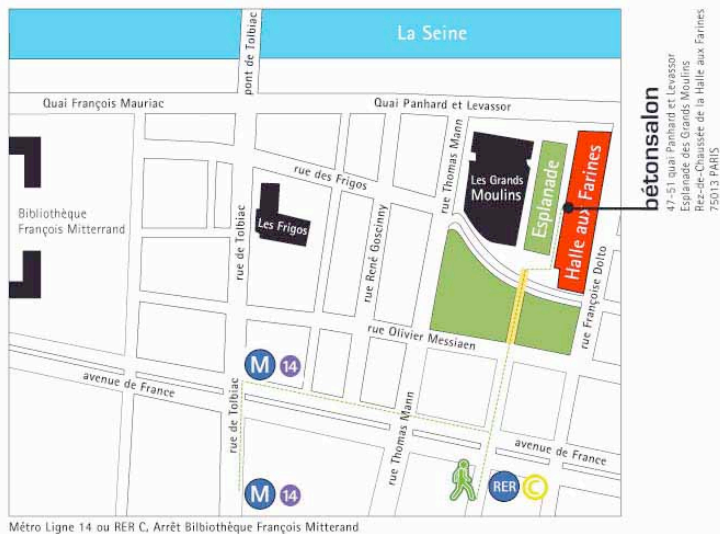 La Seine
pont de Tolbiac
Quai François Mauriac
Quai Panhard et Levassor
rue Thomas Mann
Les Grands
Moulins
Esplanade
Halle aux Farines
bétonsalon
47-51 quai Panhard et Levassor
Esplanade des Grands Moulins
Rez-de-Chaussée de la Halle aux Farines
75013 PARIS
rue des Frigos
Bibliothèque
François Mitterrand
Les Frigos
rue de Tolbiac
rue René Goscinny
rue Françoise Dolto
rue Olivier Messiaen
M 14
avenue de France
rue de Tolbiac
rue Thomas Mann
avenue de France
M 14
RER C
Métro Ligne 14 ou RER C, Arrêt Bilbiothèque François Mitterrand